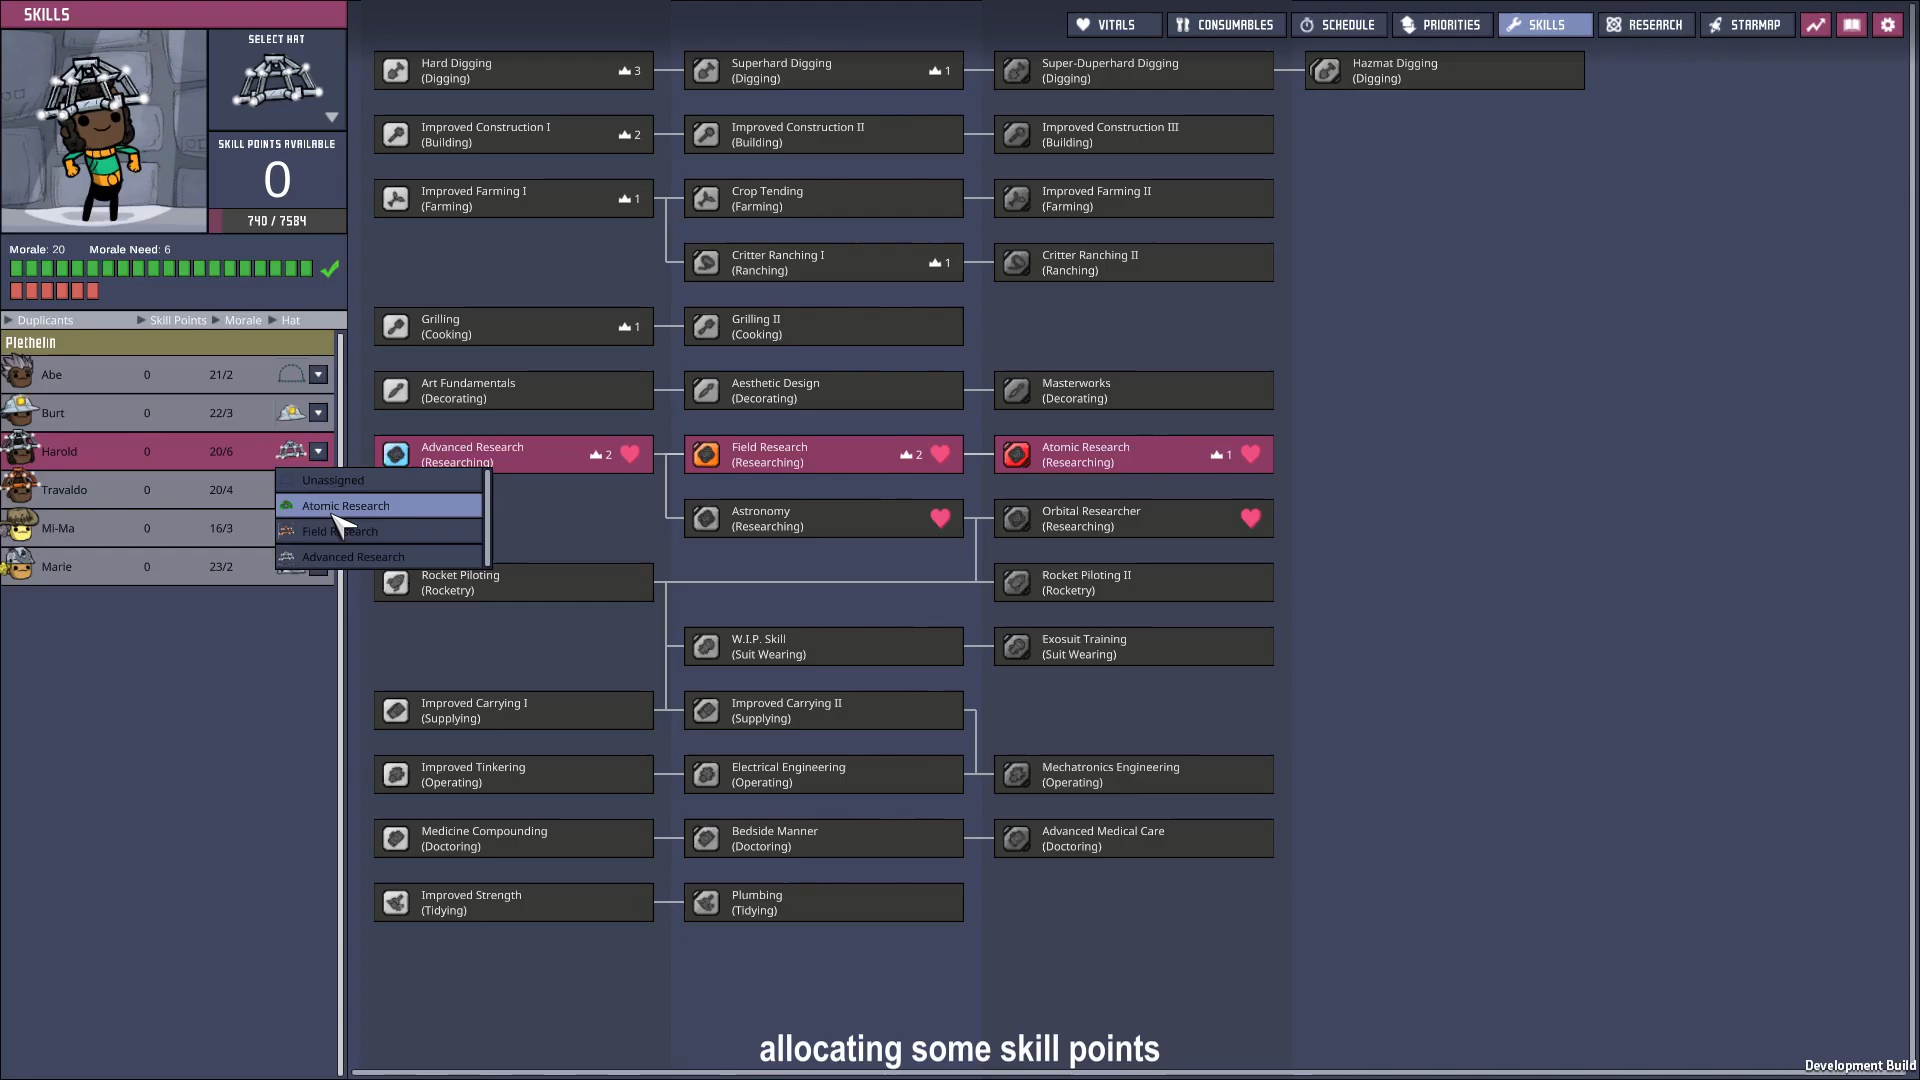 SKILLS
SELECT HAT
SKILL POINTS AVAILABLE
0
740 / 7584
Morale: 20 Morale Need: 6
Duplicants Skill Points Morale Hat
Plethelin
Abe 0 21/2
Burt 0 22/3
Harold 0 20/6
Travaldo 0 20/4
Mi-Ma 0 16/3
Marie 0 23/2
Unassigned
Atomic Research
Field Research
Advanced Research
VITALS CONSUMABLES SCHEDULE PRIORITIES SKILLS RESEARCH STARMAP
Hard Digging
(Digging)
3
Superhard Digging
(Digging)
1
Super-Duperhard Digging
(Digging)
Hazmat Digging
(Digging)
Improved Construction I
(Building)
2
Improved Construction II
(Building)
Improved Construction III
(Building)
Improved Farming I
(Farming)
1
Crop Tending
(Farming)
Improved Farming II
(Farming)
Critter Ranching I
(Ranching)
1
Critter Ranching II
(Ranching)
Grilling
(Cooking)
1
Grilling II
(Cooking)
Art Fundamentals
(Decorating)
Aesthetic Design
(Decorating)
Masterworks
(Decorating)
Advanced Research
(Researching)
2
Field Research
(Researching)
2
Atomic Research
(Researching)
1
Astronomy
(Researching)
Orbital Researcher
(Researching)
Rocket Piloting
(Rocketry)
Rocket Piloting II
(Rocketry)
W.I.P. Skill
(Suit Wearing)
Exosuit Training
(Suit Wearing)
Improved Carrying I
(Supplying)
Improved Carrying II
(Supplying)
Improved Tinkering
(Operating)
Electrical Engineering
(Operating)
Mechatronics Engineering
(Operating)
Medicine Compounding
(Doctoring)
Bedside Manner
(Doctoring)
Advanced Medical Care
(Doctoring)
Improved Strength
(Tidying)
Plumbing
(Tidying)
allocating some skill points
Development Build